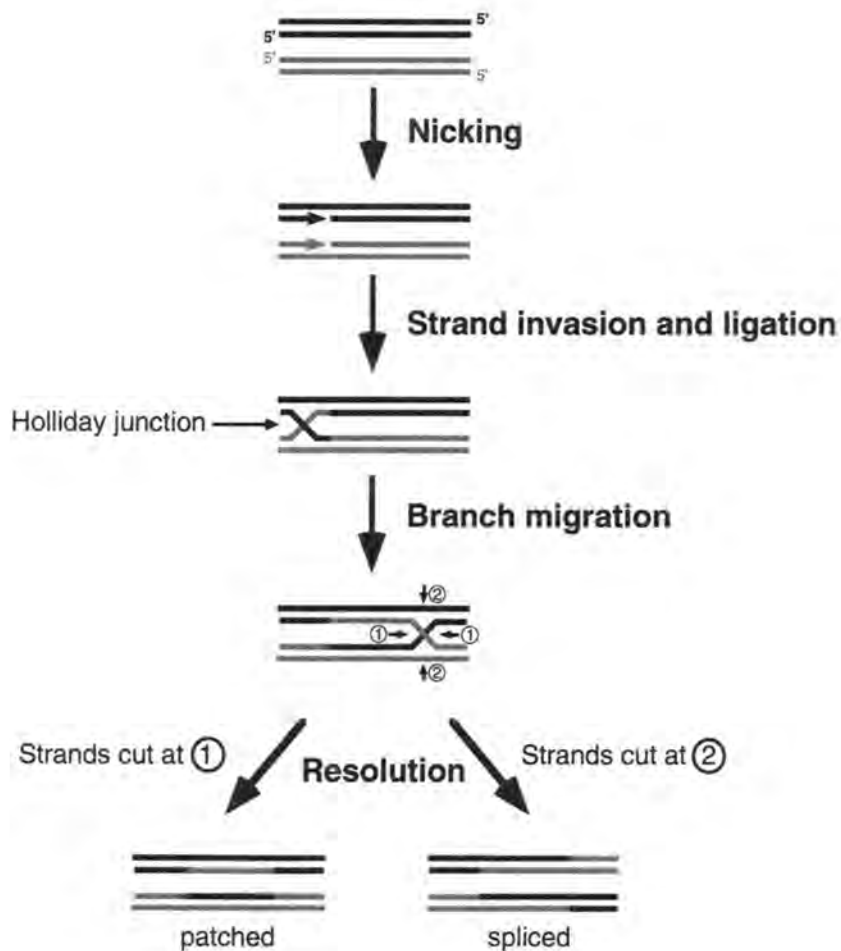 5'
5'
5'
5'
Nicking
Strand invasion and ligation
Holliday junction
Branch migration
②
① ①
②
Strands cut at ①
Resolution
Strands cut at ②
patched
spliced